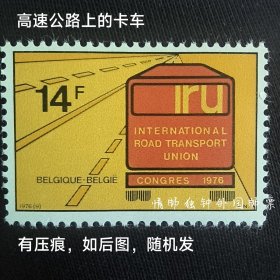 高速公路上的卡车
14F
iru
INTERNATIONAL
ROAD TRANSPORT
UNION
BELGIQUE-BELGIË
CONGRES 1976
有压痕，如后图，随机发